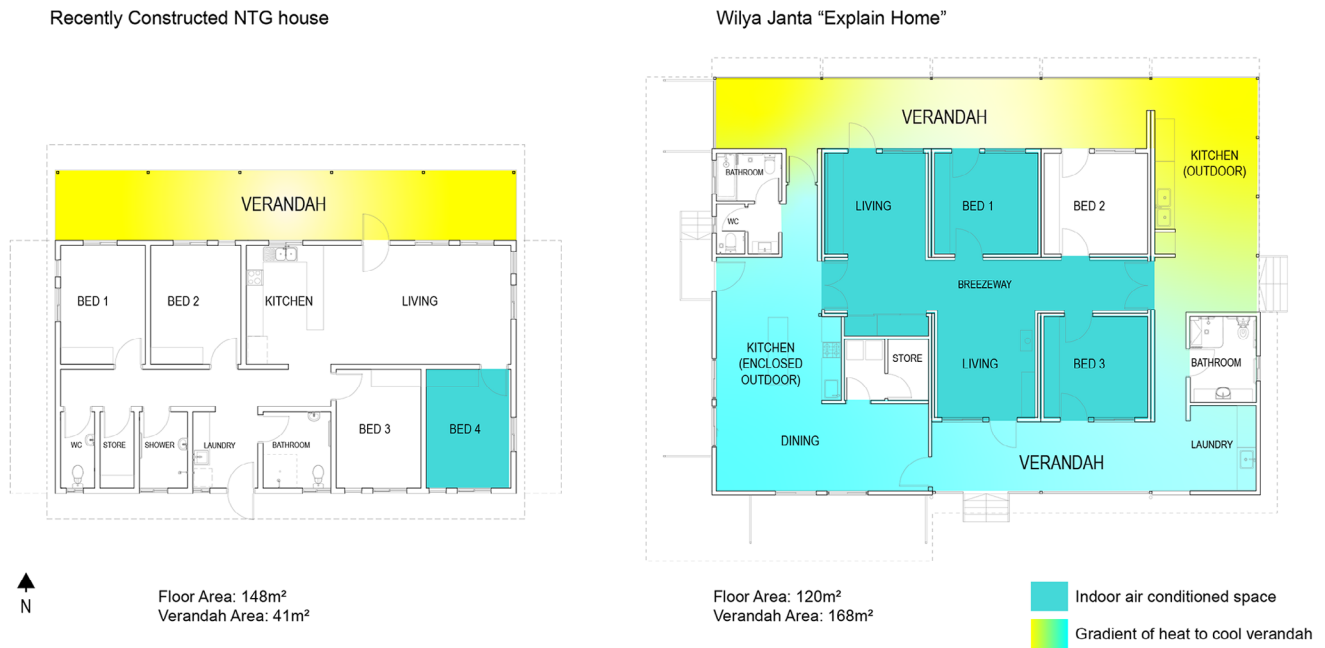 Recently Constructed NTG house
VERANDAH
BED 1
BED 2
KITCHEN
LIVING
WC
STORE
SHOWER
LAUNDRY
BATHROOM
BED 3
BED 4
N
Floor Area: 148m²
Verandah Area: 41m²
Wilya Janta “Explain Home”
VERANDAH
KITCHEN
(OUTDOOR)
BATHROOM
WC
LIVING
BED 1
BED 2
BREEZEWAY
KITCHEN
(ENCLOSED
OUTDOOR)
STORE
LIVING
BED 3
BATHROOM
DINING
VERANDAH
LAUNDRY
Floor Area: 120m²
Verandah Area: 168m²
Indoor air conditioned space
Gradient of heat to cool verandah